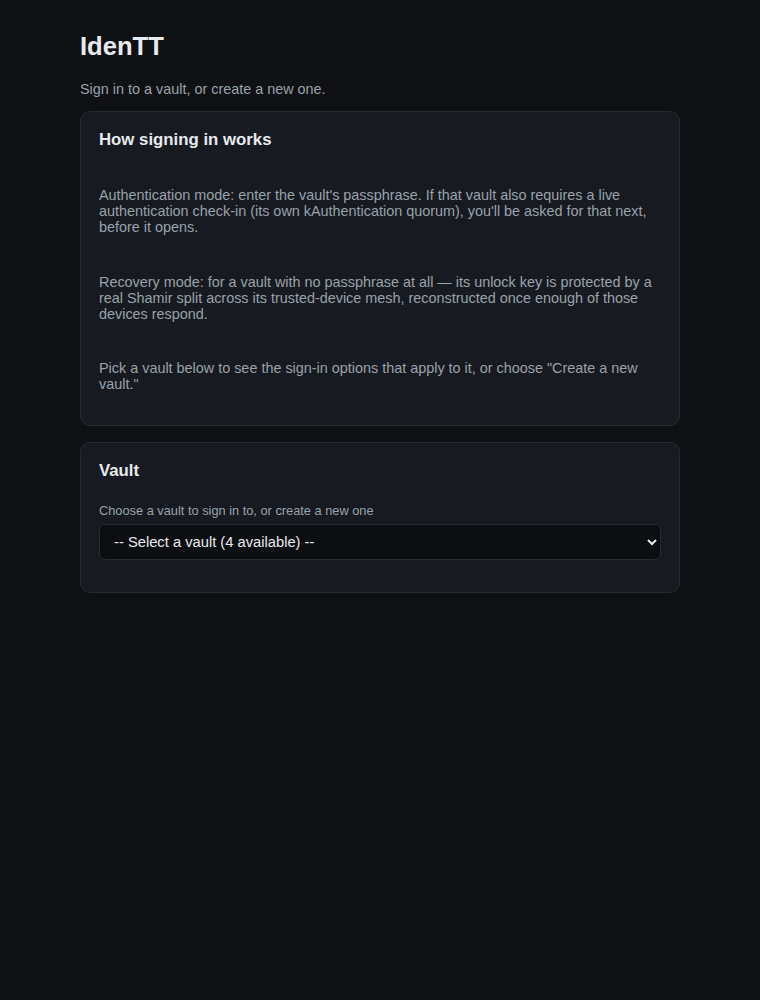 IdenTT
Sign in to a vault, or create a new one.
How signing in works
Authentication mode: enter the vault's passphrase. If that vault also requires a live
authentication check-in (its own kAuthentication quorum), you'll be asked for that next,
before it opens.
Recovery mode: for a vault with no passphrase at all — its unlock key is protected by a
real Shamir split across its trusted-device mesh, reconstructed once enough of those
devices respond.
Pick a vault below to see the sign-in options that apply to it, or choose "Create a new
vault."
Vault
Choose a vault to sign in to, or create a new one
-- Select a vault (4 available) --